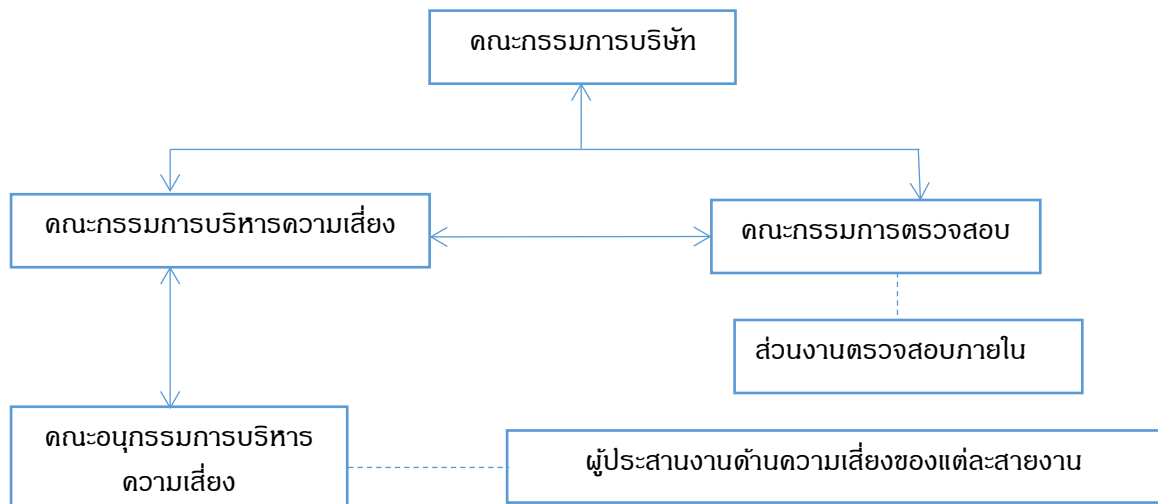 คณะกรรมการบริษัท
คณะกรรมการบริหารความเสี่ยง
คณะกรรมการตรวจสอบ
ส่วนงานตรวจสอบภายใน
คณะอนุกรรมการบริหาร
ความเสี่ยง
ผู้ประสานงานด้านความเสี่ยงของแต่ละสายงาน